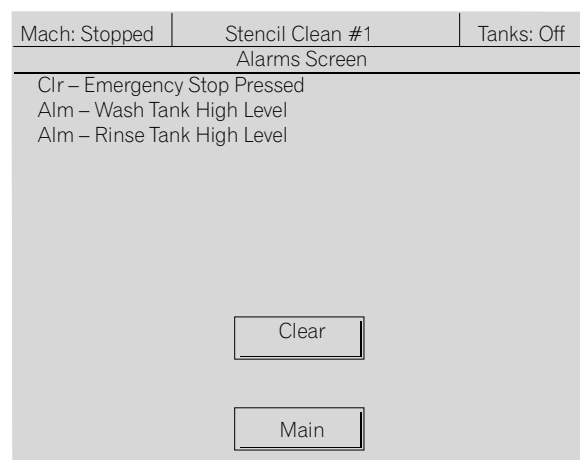 Mach: Stopped Stencil Clean #1 Tanks: Off
Alarms Screen
Clr – Emergency Stop Pressed
Alm – Wash Tank High Level
Alm – Rinse Tank High Level
Clear
Main